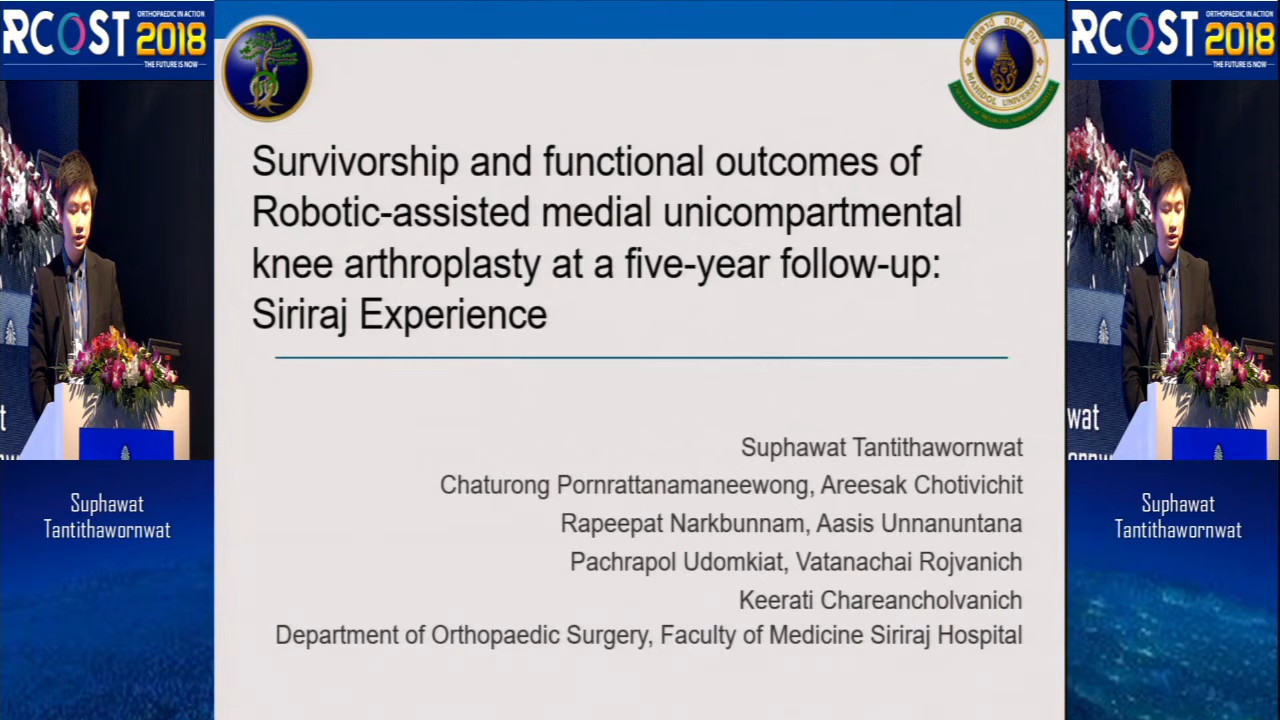 RCOST 2018
ORTHOPAEDIC IN ACTION
THE FUTURE IS NOW
MAHIDOL UNIVERSITY
Survivorship and functional outcomes of
Robotic-assisted medial unicompartmental
knee arthroplasty at a five-year follow-up:
Siriraj Experience
Suphawat Tantithawornwat
Chaturong Pornrattanamaneewong, Areesak Chotivichit
Rapeepat Narkbunnam, Aasis Unnanuntana
Pachrapol Udomkiat, Vatanachai Rojvanich
Keerati Chareancholvanich
Department of Orthopaedic Surgery, Faculty of Medicine Siriraj Hospital
Suphawat
Tantithawornwat
RCOST 2018
ORTHOPAEDIC IN ACTION
THE FUTURE IS NOW
wat
Suphawat
Tantithawornwat